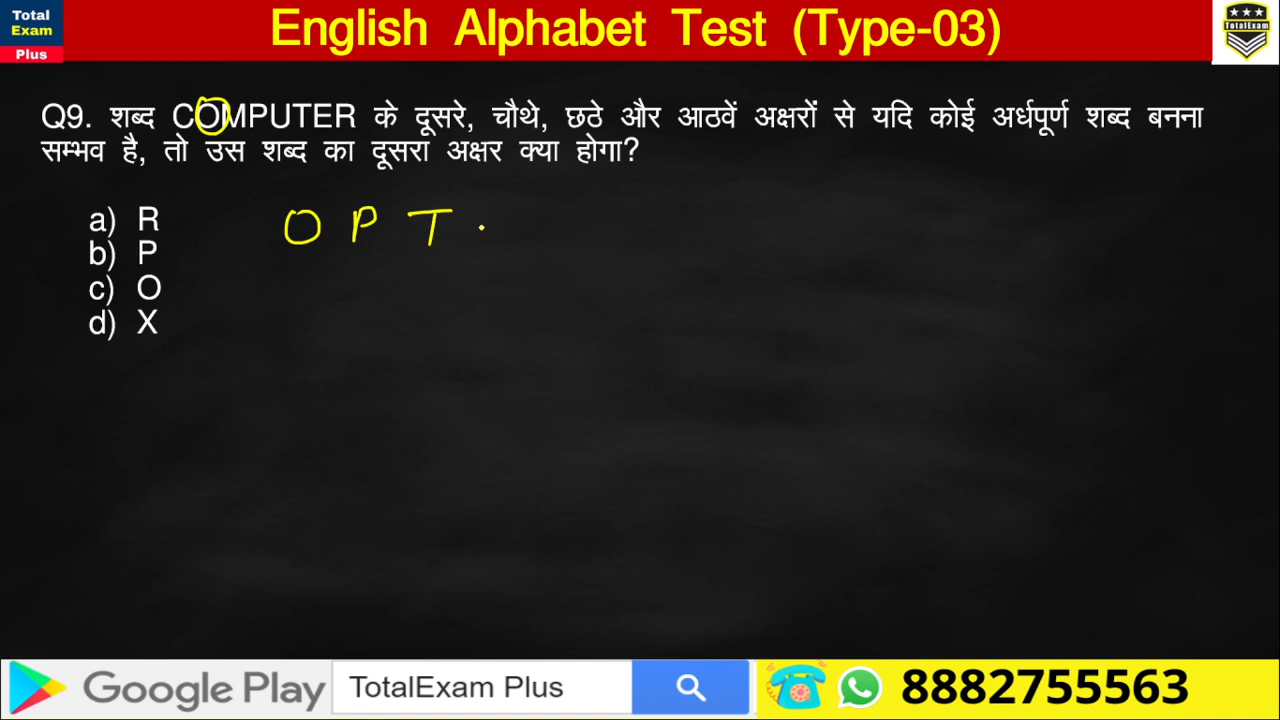 Total
Exam
Plus
English Alphabet Test (Type-03)
TotalExam
Q9. शब्द COMPUTER के दूसरे, चौथे, छठे और आठवें अक्षरों से यदि कोई अर्धपूर्ण शब्द बनना
सम्भव है, तो उस शब्द का दूसरा अक्षर क्या होगा?
a) R
b) P
c) O
d) X
O P T
Google Play
TotalExam Plus
8882755563